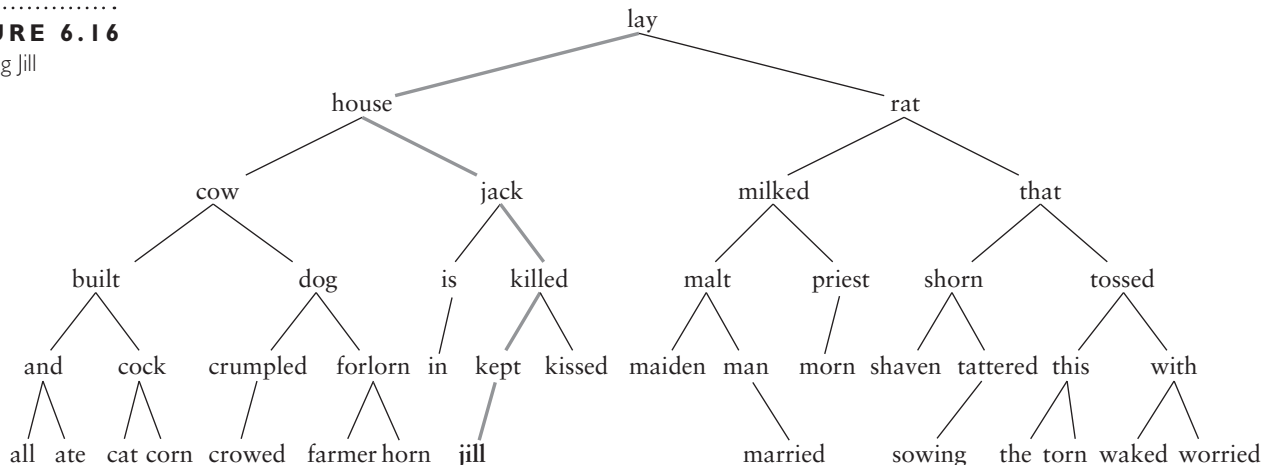 URE 6.16
g Jill
lay
house rat
cow jack milked that
built dog is killed malt priest shorn tossed
and cock crumpled forlorn in kept kissed maiden man morn shaven tattered this with
all ate cat corn crowed farmer horn jill married sowing the torn waked worried